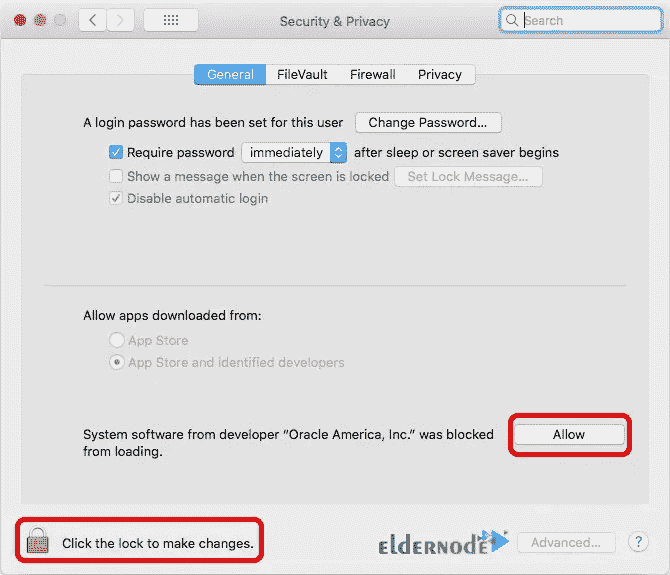 Security & Privacy
Search
General FileVault Firewall Privacy
A login password has been set for this user Change Password...
Require password immediately after sleep or screen saver begins
Show a message when the screen is locked Set Lock Message...
Disable automatic login
Allow apps downloaded from:
App Store
App Store and identified developers
System software from developer “Oracle America, Inc.” was blocked
from loading.
Allow
Click the lock to make changes.
eLDERNODE
Advanced...
?